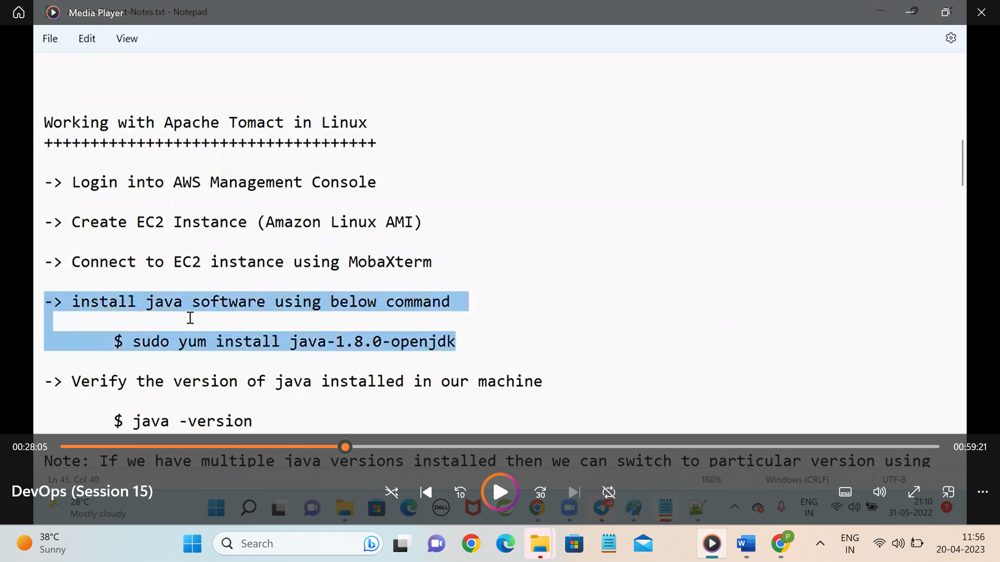 Media Player
-Notes.txt - Notepad
File Edit View
Working with Apache Tomact in Linux
++++++++++++++++++++++++++++++++++++
-> Login into AWS Management Console
-> Create EC2 Instance (Amazon Linux AMI)
-> Connect to EC2 instance using MobaXterm
-> install java software using below command
$ sudo yum install java-1.8.0-openjdk
-> Verify the version of java installed in our machine
$ java -version
00:28:05 00:59:21
Note: If we have multiple java versions installed then we can switch to particular version using
Ln 45, Col 40 160% Windows (CRLF) UTF-8
DevOps (Session 15) 10 30
28°C
Mostly cloudy
DELL
ENG
IN
21:10
31-05-2022
1
38°C
Sunny
Search
W
P
ENG
IN
11:56
20-04-2023